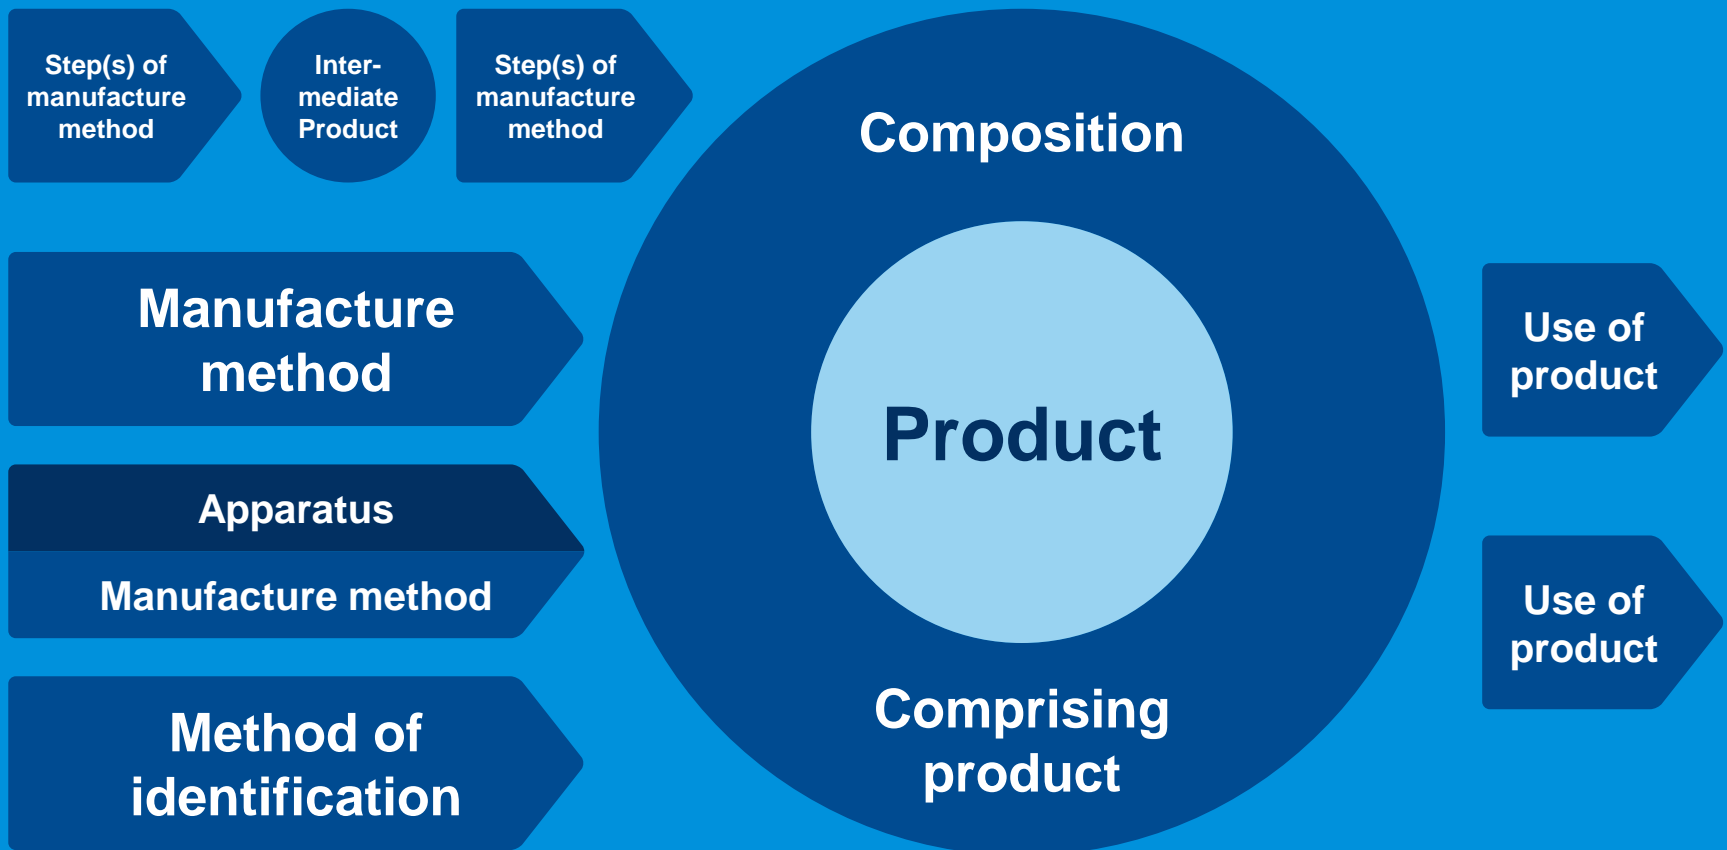 Step(s) of
manufacture
method
Inter-
mediate
Product
Step(s) of
manufacture
method
Composition
Manufacture
method
Product
Use of
product
Apparatus
Manufacture method
Use of
product
Method of
identification
Comprising
product